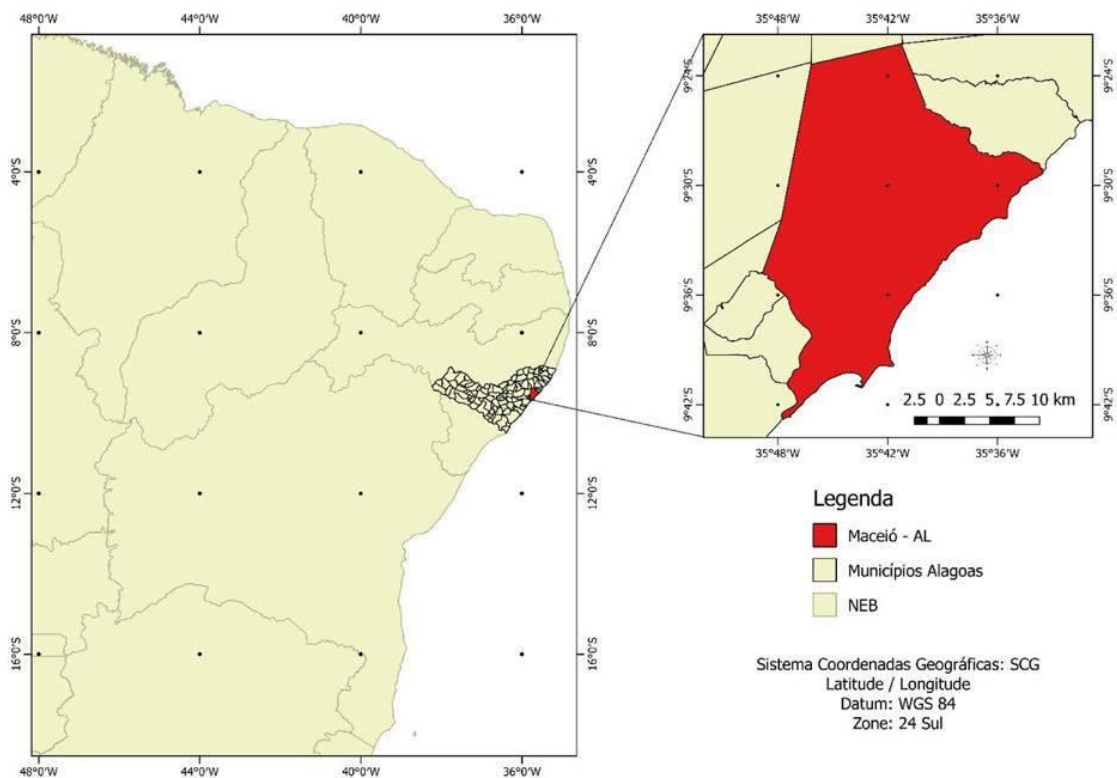 48°0'W 44°0'W 40°0'W 36°0'W
4°0'S 4°0'S
8°0'S 8°0'S
12°0'S 12°0'S
16°0'S 16°0'S
48°0'W 44°0'W 40°0'W 36°0'W
35°48'W 35°42'W 35°36'W
9°24'S 9°24'S
9°30'S 9°30'S
9°36'S 9°36'S
9°42'S 9°42'S
2.5 0 2.5 5 7.5 10 km
35°48'W 35°42'W 35°36'W
Legenda
Maceió - AL
Municípios Alagoas
NEB
Sistema Coordenadas Geográficas: SCG
Latitude / Longitude
Datum: WGS 84
Zone: 24 Sul